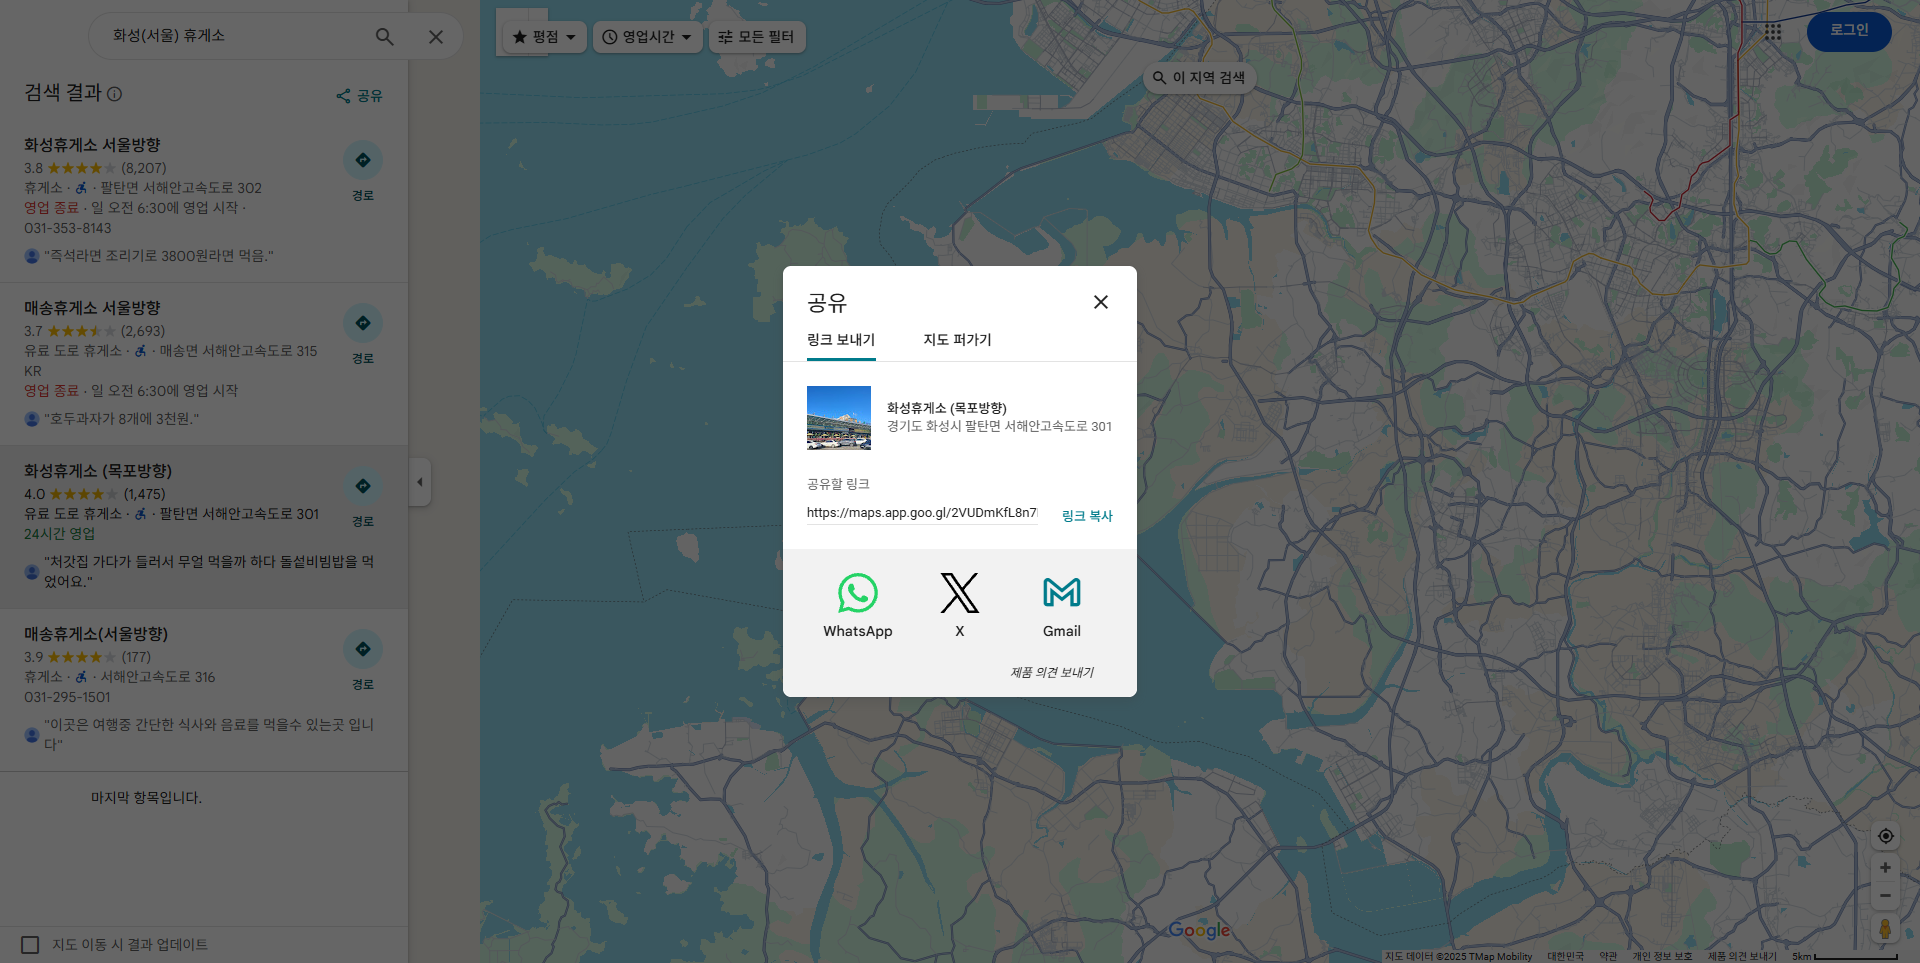 화성(서울) 휴게소
검색 결과
공유
화성휴게소 서울방향
3.8 (8,207)
휴게소 · 팔탄면 서해안고속도로 302
영업 종료 · 일 오전 6:30에 영업 시작 ·
031-353-8143
"즉석라면 조리기로 3800원라면 먹음."
경로
매송휴게소 서울방향
3.7 (2,693)
유료 도로 휴게소 · 매송면 서해안고속도로 315
KR
영업 종료 · 일 오전 6:30에 영업 시작
"호두과자가 8개에 3천원."
경로
화성휴게소 (목포방향)
4.0 (1,475)
유료 도로 휴게소 · 팔탄면 서해안고속도로 301
24시간 영업
"처갓집 가다가 들러서 무얼 먹을까 하다 돌섵비빔밥을 먹
었어요."
경로
매송휴게소(서울방향)
3.9 (177)
휴게소 · 서해안고속도로 316
031-295-1501
"이곳은 여행중 간단한 식사와 음료를 먹을수 있는곳 입니
다"
경로
마지막 항목입니다.
지도 이동 시 결과 업데이트
평점
영업시간
모든 필터
이 지역 검색
로그인
공유
링크 보내기
지도 퍼가기
화성휴게소 (목포방향)
경기도 화성시 팔탄면 서해안고속도로 301
공유할 링크
https://maps.app.goo.gl/2VUDmKfL8n7
링크 복사
WhatsApp
X
Gmail
제품 의견 보내기
Google
지도 데이터 ©2025 TMap Mobility 대한민국 약관 개인 정보 보호 제품 의견 보내기 5km